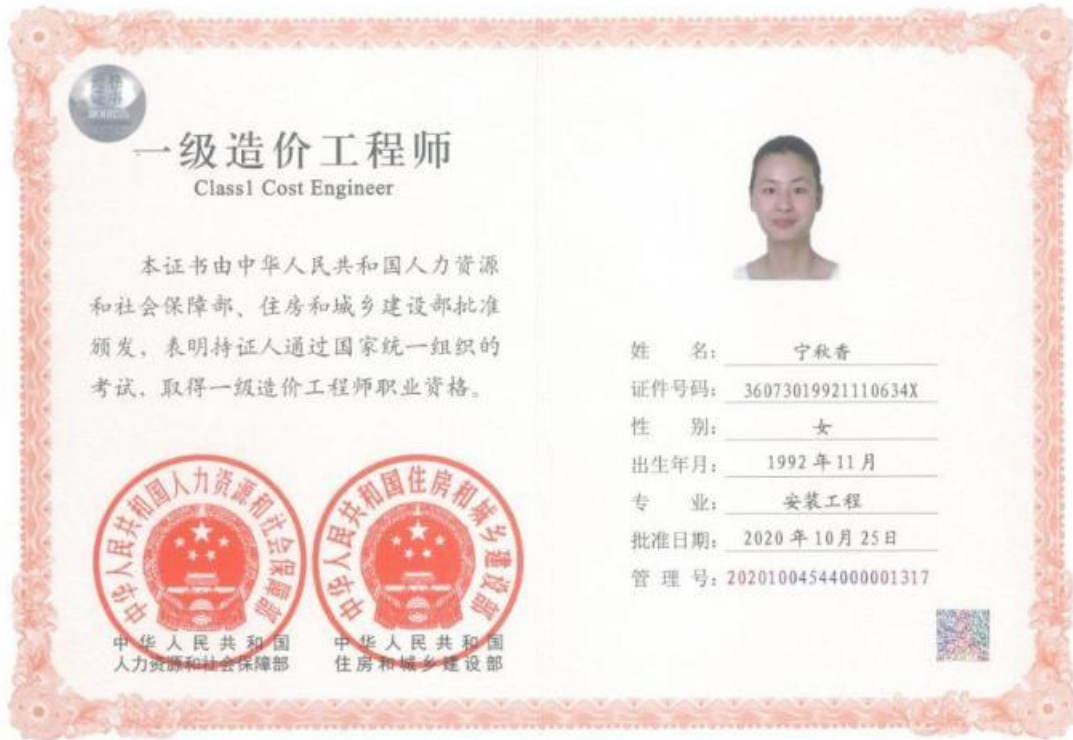 一级造价工程师
Class1 Cost Engineer
本证书由中华人民共和国人力资源
和社会保障部、住房和城乡建设部批准
颁发，表明持证人通过国家统一组织的
考试，取得一级造价工程师职业资格。
中华人民共和国人力资源和社会保障部
中华人民共和国
人力资源和社会保障部
中华人民共和国住房和城乡建设部
中华人民共和国
住房和城乡建设部
姓 名： 宁秋香
证件号码： 36073019921110634X
性 别： 女
出生年月： 1992年11月
专 业： 安装工程
批准日期： 2020年10月25日
管 理 号：20201004544000001317